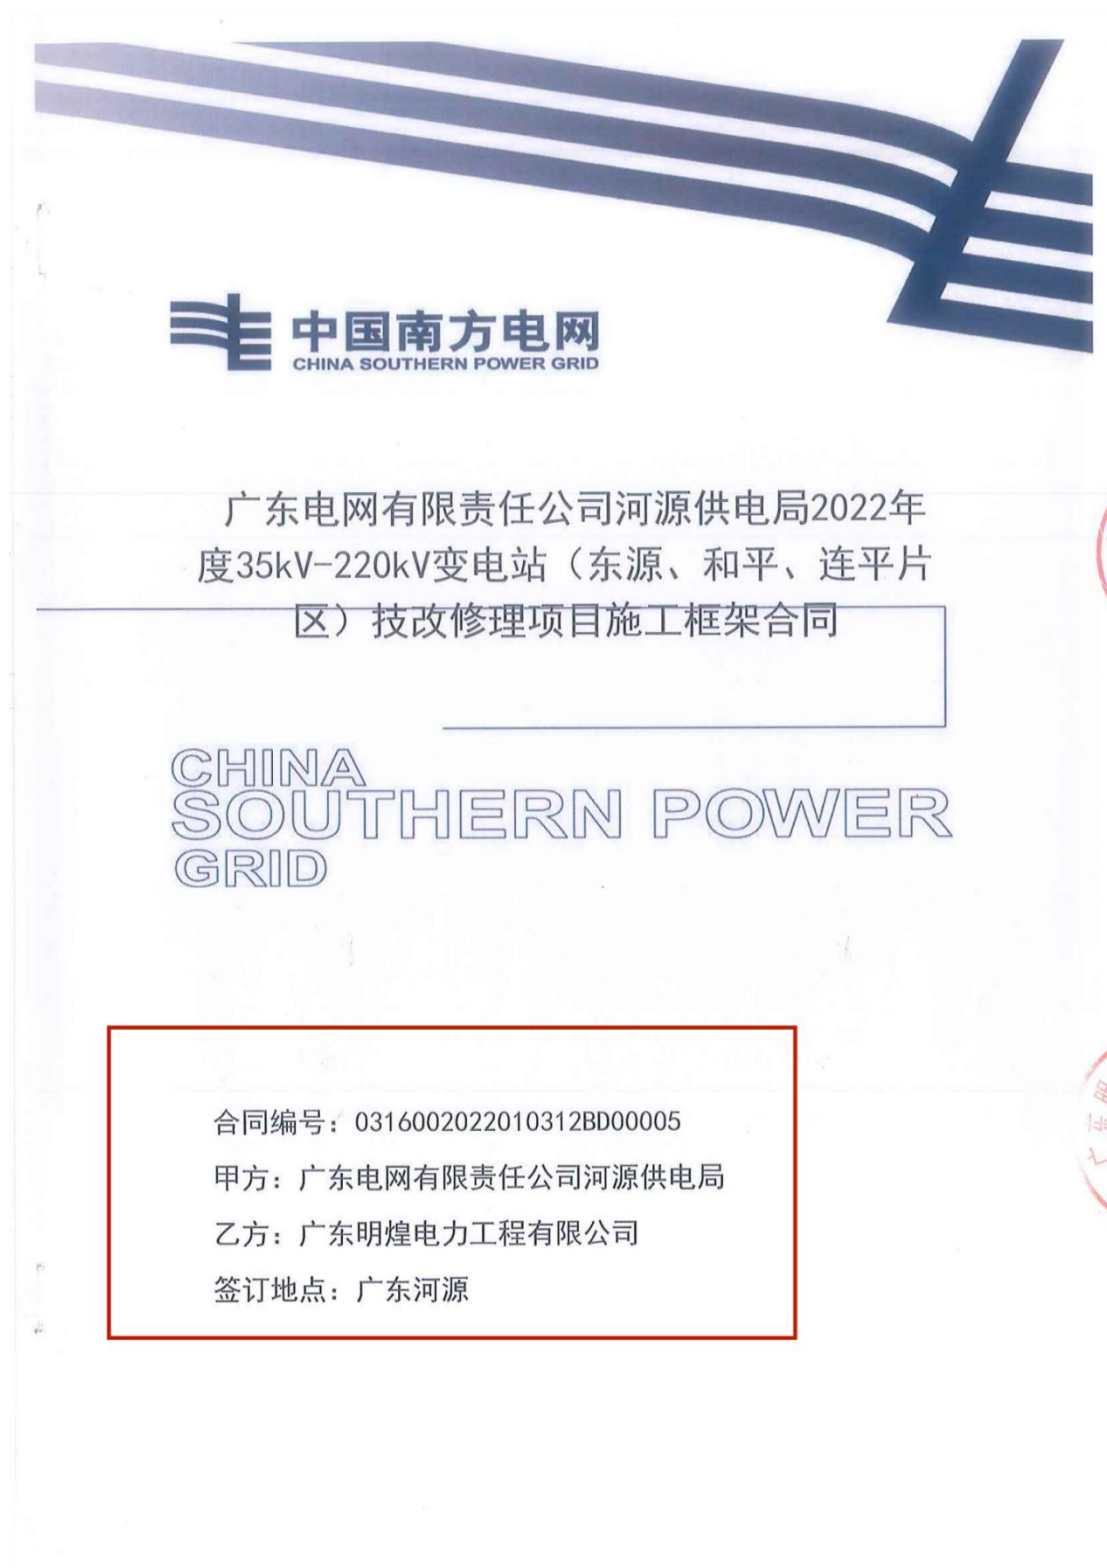 中国南方电网
CHINA SOUTHERN POWER GRID
广东电网有限责任公司河源供电局2022年
度35kV-220kV变电站（东源、和平、连平片
区）技改修理项目施工框架合同
CHINA
SOUTHERN POWER
GRID
合同编号：0316002022010312BD00005
甲方：广东电网有限责任公司河源供电局
乙方：广东明煌电力工程有限公司
签订地点：广东河源